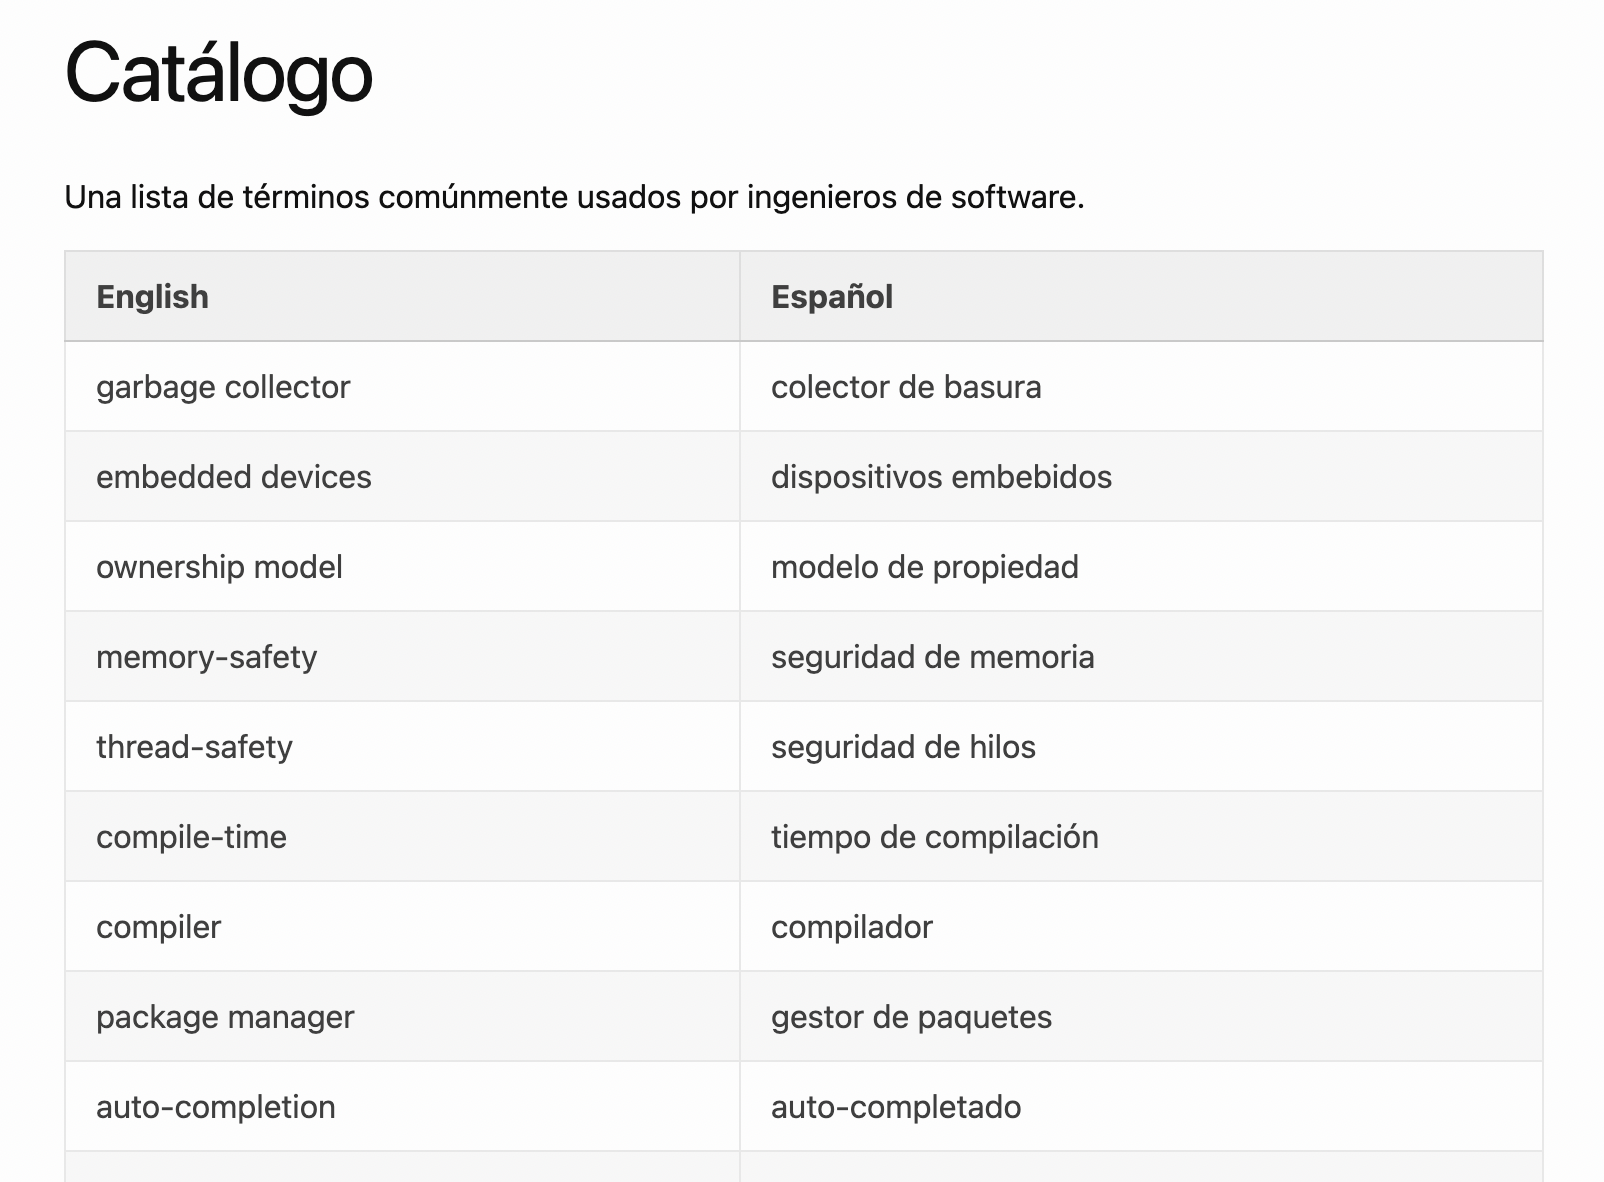 Catálogo
Una lista de términos comúnmente usados por ingenieros de software.
English Español
garbage collector colector de basura
embedded devices dispositivos embebidos
ownership model modelo de propiedad
memory-safety seguridad de memoria
thread-safety seguridad de hilos
compile-time tiempo de compilación
compiler compilador
package manager gestor de paquetes
auto-completion auto-completado